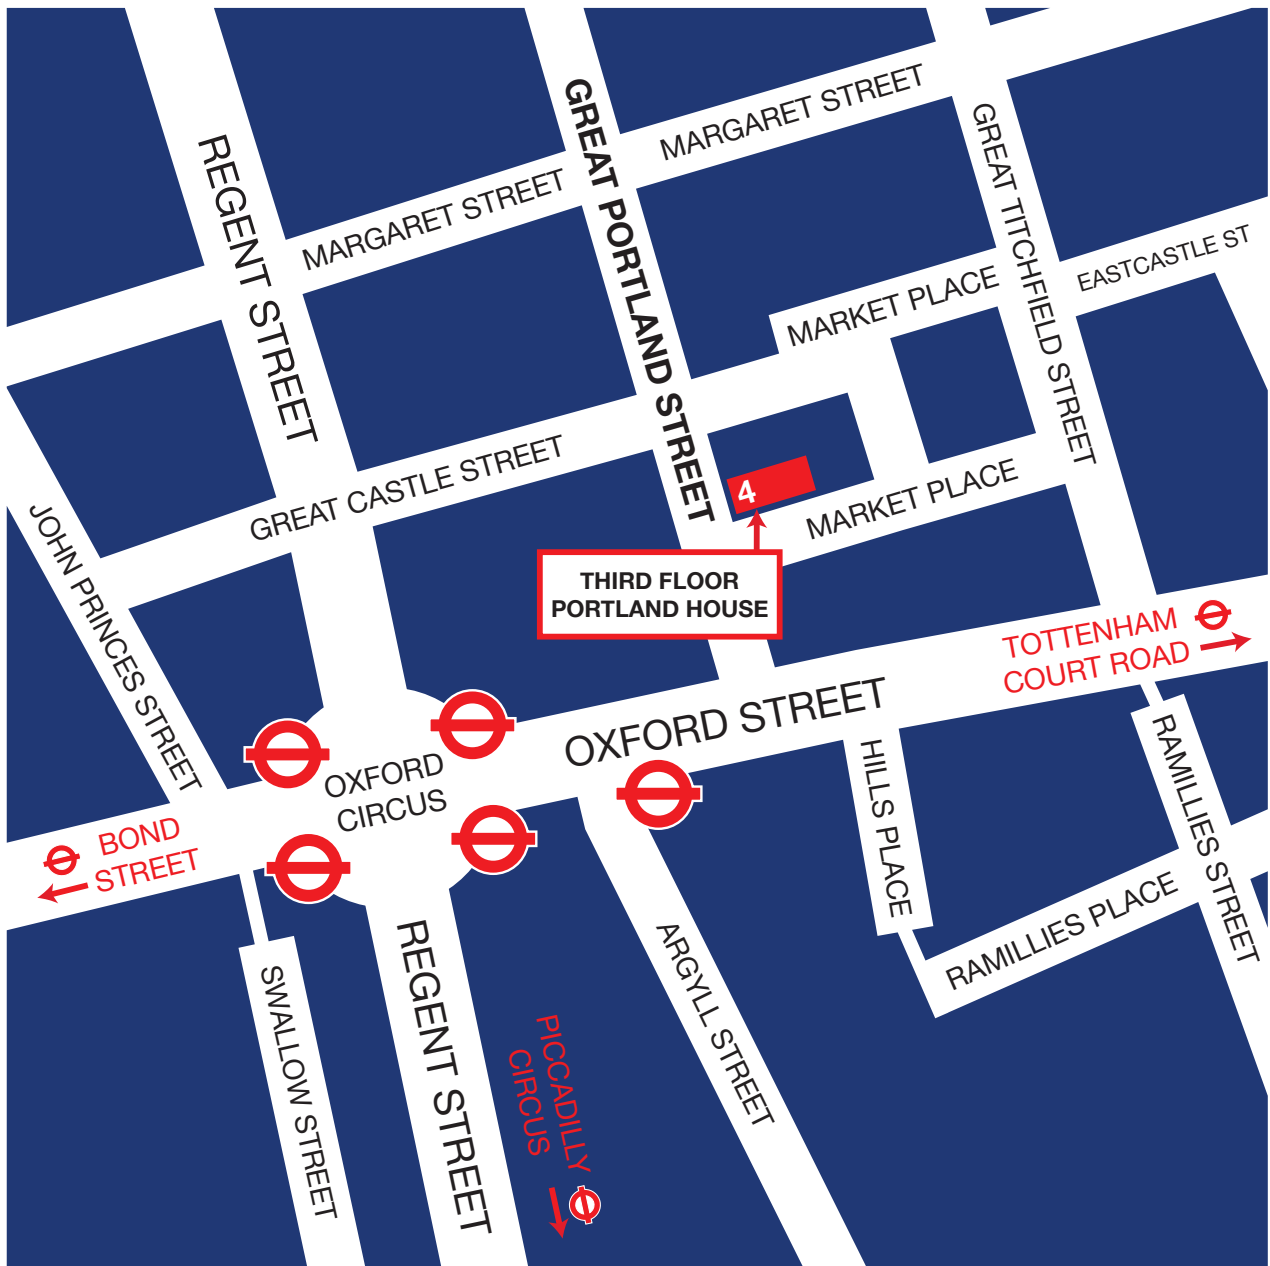 GREAT PORTLAND STREET
MARGARET STREET
GREAT TITCHFIELD STREET
REGENT STREET
MARGARET STREET
EASTCASTLE ST
MARKET PLACE
GREAT CASTLE STREET
4
MARKET PLACE
JOHN PRINCES STREET
THIRD FLOOR
PORTLAND HOUSE
TOTTENHAM
COURT ROAD
OXFORD STREET
OXFORD
CIRCUS
HILLS PLACE
RAMILLIES STREET
BOND
STREET
RAMILLIES PLACE
REGENT STREET
ARGYLL STREET
SWALLOW STREET
PICCADILLY
CIRCUS